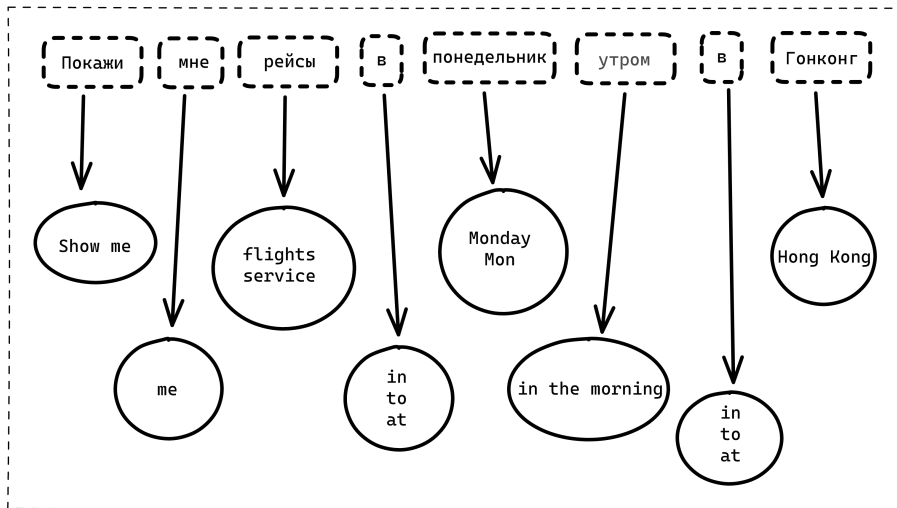 Покажи мне рейсы в понедельник утром в Гонконг
Show me
flights
service
Monday
Mon
Hong Kong
me
in
to
at
in the morning
in
to
at